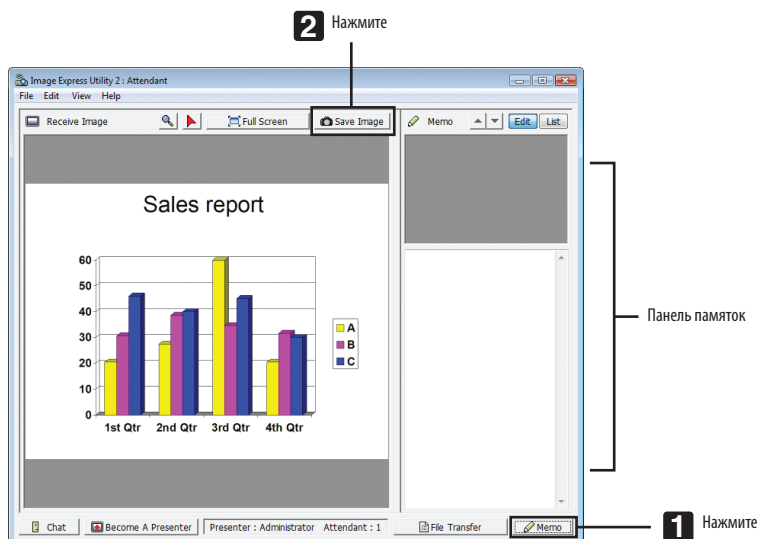 2 Нажмите
Image Express Utility 2 : Attendant
File Edit View Help
Receive Image Full Screen Save Image Memo Edit List
Sales report
60
50
40
30
20
10
0
A
B
C
1st Qtr 2nd Qtr 3rd Qtr 4th Qtr
Панель памяток
Chat Become A Presenter Presenter : Administrator Attendant : 1 File Transfer Memo
1 Нажмите